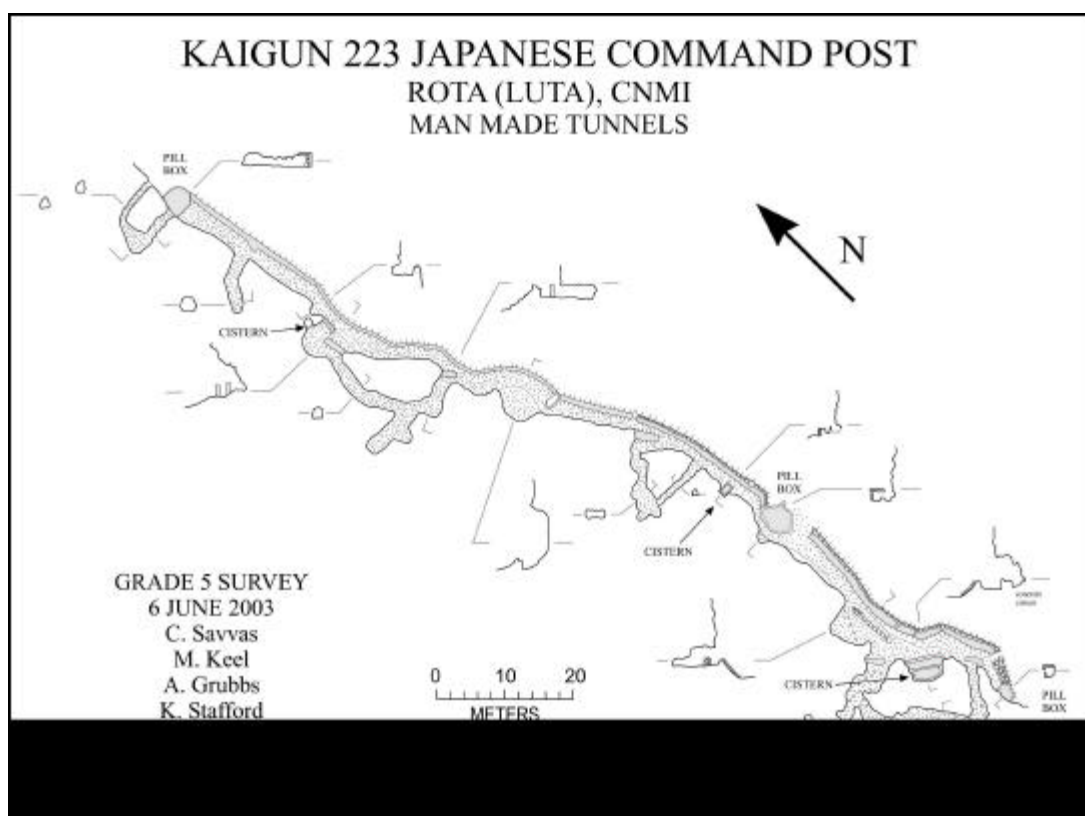 KAIGUN 223 JAPANESE COMMAND POST
ROTA (LUTA), CNMI
MAN MADE TUNNELS
PILL
BOX
N
CISTERN
PILL
BOX
CISTERN
GRADE 5 SURVEY
6 JUNE 2003
C. Savvas
M. Keel
A. Grubbs
K. Stafford
0 10 20
METERS
CISTERN
PILL
BOX